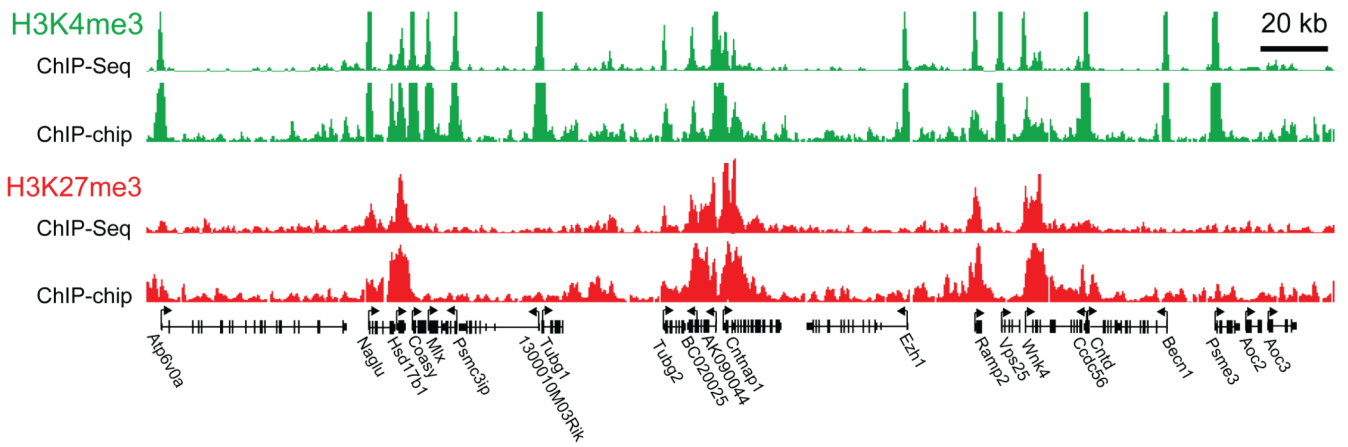 H3K4me3
20 kb
ChIP-Seq
ChIP-chip
H3K27me3
ChIP-Seq
ChIP-chip
Atp6v0a
Naglu
Hsd17b1
Coasy
Mlx
Psmc3ip
1300010M03Rik
Tubg1
Tubg2
BC020025
AK090044
Cntnap1
Ezh1
Ramp2
Vps25
Wnk4
Ccdc56
Cntd
Becn1
Psme3
Aoc2
Aoc3